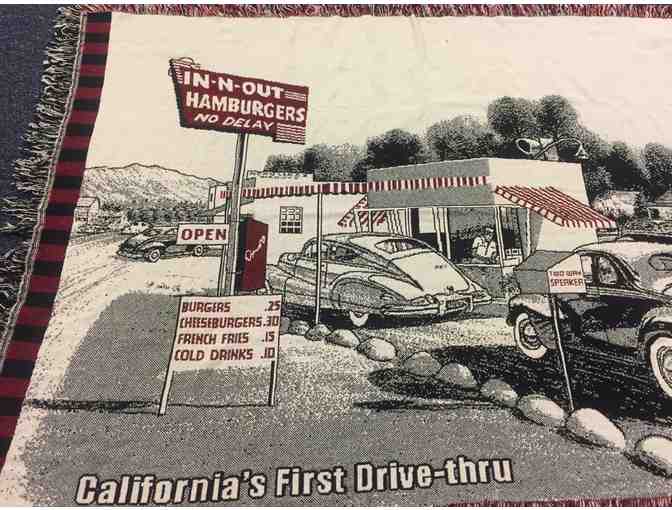 IN-N-OUT
HAMBURGERS
NO DELAY
OPEN
TWO WAY
SPEAKER
BURGERS .25
CHEESEBURGERS .30
FRENCH FRIES .15
COLD DRINKS .10
California's First Drive-thru